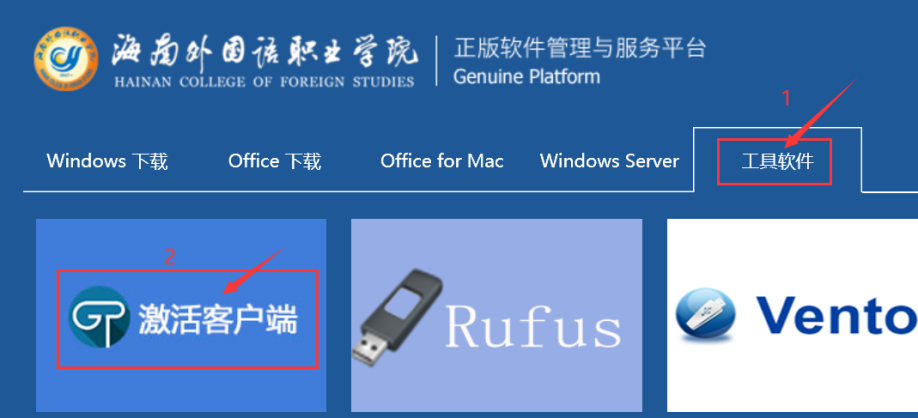 海南外国语职业学院
HAINAN COLLEGE OF FOREIGN STUDIES
正版软件管理与服务平台
Genuine Platform
1
Windows 下载
Office 下载
Office for Mac
Windows Server
工具软件
2
GP 激活客户端
Rufus
Vento